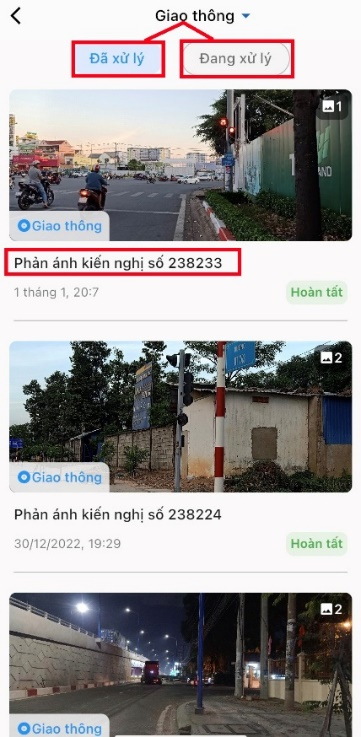 Giao thông
Đã xử lý
Đang xử lý
1
Giao thông
Phản ánh kiến nghị số 238233
1 tháng 1, 20:7
Hoàn tất
2
Giao thông
Phản ánh kiến nghị số 238224
30/12/2022, 19:29
Hoàn tất
2
Giao thông